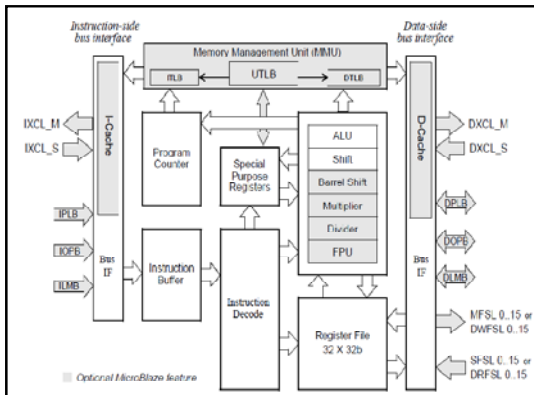 Instruction-side
bus interface
Data-side
bus interface
Memory Management Unit (MMU)
ITLB
UTLB
DTLB
IXCL_M
IXCL_S
I-Cache
Program
Counter
Special
Purpose
Registers
ALU
Shift
Barrel Shift
Multiplier
Divider
FPU
D-Cache
DXCL_M
DXCL_S
IPLB
IOPB
ILMB
Bus
IF
Instruction
Buffer
Instruction
Decode
Register File
32 X 32b
Bus
IF
DPLB
DOPB
DLMB
MFSL 0..15 or
DWFSL 0..15
SFSL 0..15 or
DRFSL 0..15
Optional MicroBlaze feature